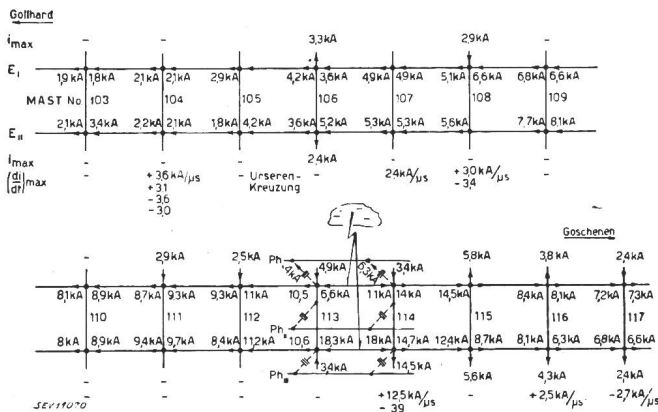 Gotthard
imax - - - 3,3kA - 2,9kA -
EI 1,9kA 1,8kA 2,1kA 2,1kA 2,9kA 4,2kA 3,6kA 4,9kA 4,9kA 5,1kA 6,6kA 6,8kA 6,6kA
MAST No. 103 104 105 106 107 108 109
EII 2,1kA 3,4kA 2,2kA 2,1kA 1,8kA 4,2kA 3,6kA 5,2kA 5,3kA 5,3kA 5,6kA 7,7kA 8,1kA
imax - - - 2,4kA - - -
(di/dt)max - +3,6kA/µs Urseren- 2,4kA/µs +3,0kA/µs -
+3,1 Kreuzung -3,4
-3,6
-3,0
Goschenen
- 2,9kA 2,5kA Ph 4,9kA 3,4kA 5,8kA 3,8kA 2,4kA
6,3kA
8,1kA 8,9kA 8,7kA 9,3kA 9,3kA 11kA 10,5 6,6kA 11kA 14kA 14,5kA 8,4kA 8,1kA 7,2kA 7,3kA
110 111 112 113 114 115 116 117
Ph
8kA 8,9kA 9,4kA 9,7kA 8,4kA 11,2kA 10,6 18,3kA 18kA 14,7kA 12,4kA 8,7kA 8,1kA 6,3kA 6,8kA 6,6kA
- - - Ph 3,4kA 14,5kA 5,6kA 4,3kA 2,4kA
- - - - +12,5kA/µs - +2,5kA/µs -2,7kA/µs
-39
SEV11070